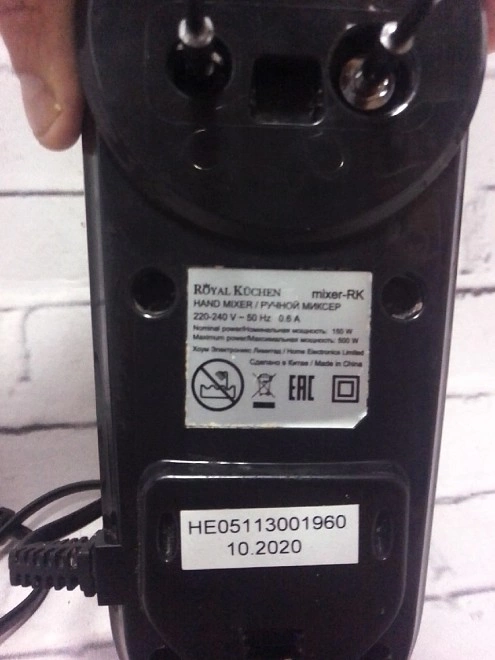 ROYAL KÜCHEN mixer-RK
HAND MIXER / РУЧНОЙ МИКСЕР
220-240 V ~ 50 Hz 0.6 A
Nominal power/Номинальная мощность: 150 W
Maximum power/Максимальная мощность: 500 W
Хоум Электроникс Лимитед / Home Electronics Limited
Сделано в Китае / Made in China
EAC
HE05113001960
10.2020